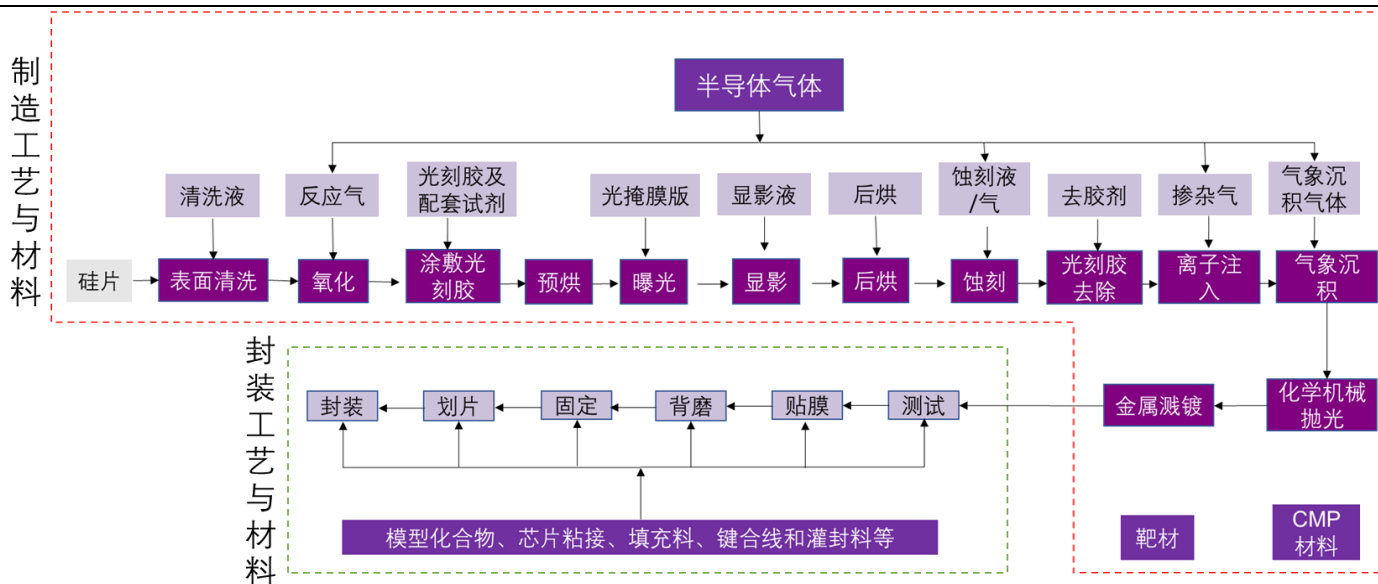 制造工艺与材料
半导体气体
清洗液
反应气
光刻胶及
配套试剂
光掩膜版
显影液
后烘
蚀刻液
/气
去胶剂
掺杂气
气象沉
积气体
硅片
表面清洗
氧化
涂敷光
刻胶
预烘
曝光
显影
后烘
蚀刻
光刻胶
去除
离子注
入
气象沉
积
封装工艺与材料
封装
划片
固定
背磨
贴膜
测试
金属溅镀
化学机械
抛光
模型化合物、芯片粘接、填充料、键合线和灌封料等
靶材
CMP
材料